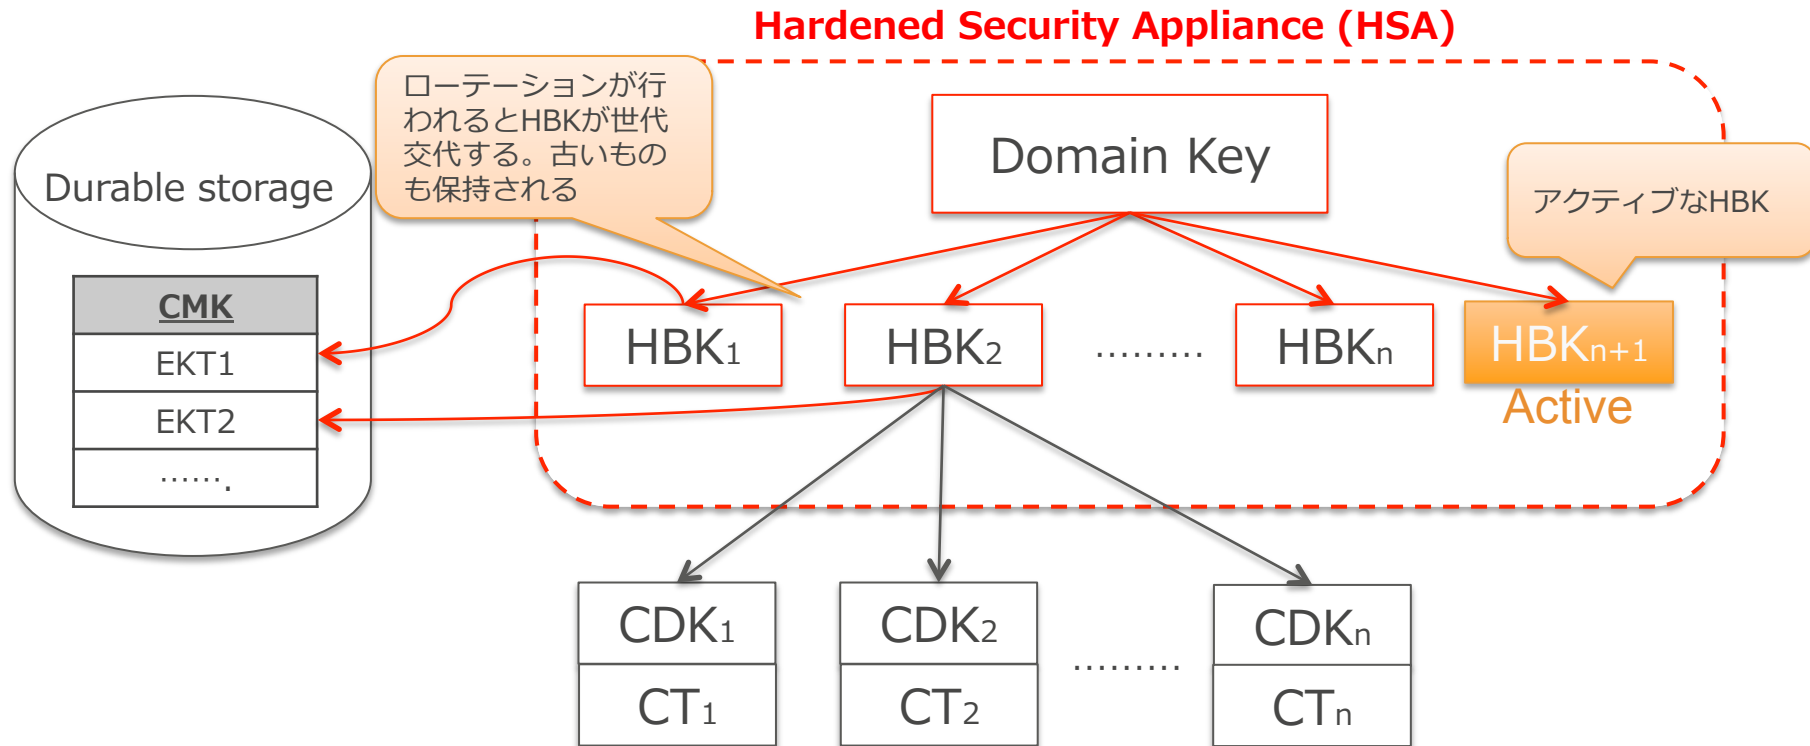 Hardened Security Appliance (HSA)
ローテーションが行
われるとHBKが世代
交代する。古いもの
も保持される
Domain Key
アクティブなHBK
Durable storage
CMK
EKT1
EKT2
…….
HBK1
HBK2
………
HBKn
HBKn+1
Active
CDK1
CDK2
………
CDKn
CT1
CT2
CTn